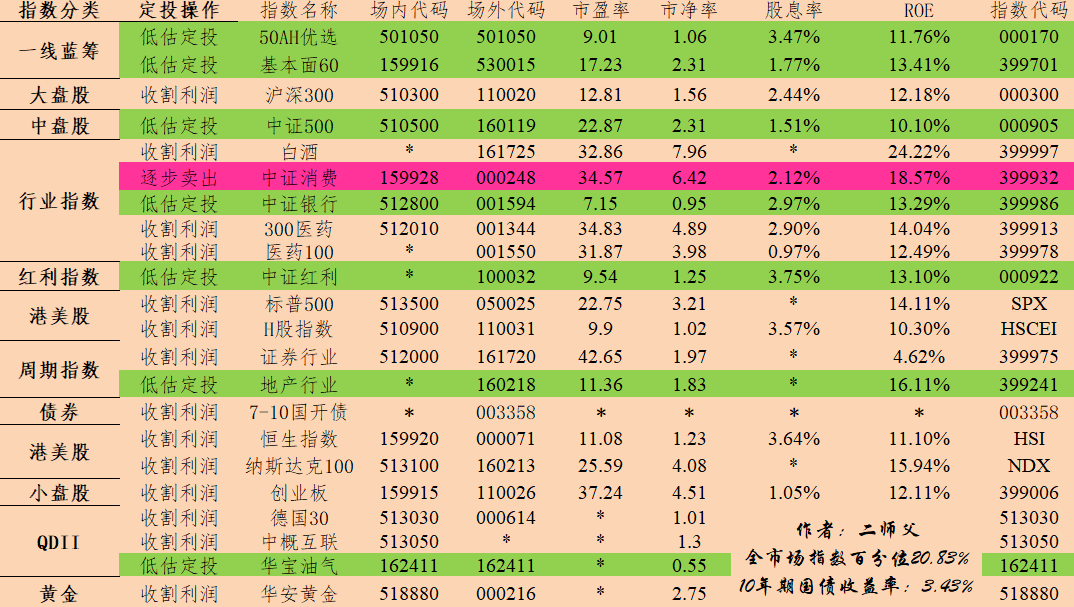 指数分类 定投操作 指数名称 场内代码 场外代码 市盈率 市净率 股息率 ROE 指数代码
一线蓝筹 低估定投 50AH优选 501050 501050 9.01 1.06 3.47% 11.76% 000170
低估定投 基本面60 159916 530015 17.23 2.31 1.77% 13.41% 399701
大盘股 收割利润 沪深300 510300 110020 12.81 1.56 2.44% 12.18% 000300
中盘股 低估定投 中证500 510500 160119 22.87 2.31 1.51% 10.10% 000905
行业指数 收割利润 白酒 * 161725 32.86 7.96 * 24.22% 399997
逐步卖出 中证消费 159928 000248 34.57 6.42 2.12% 18.57% 399932
低估定投 中证银行 512800 001594 7.15 0.95 2.97% 13.29% 399986
收割利润 300医药 512010 001344 34.83 4.89 2.90% 14.04% 399913
收割利润 医药100 * 001550 31.87 3.98 0.97% 12.49% 399978
红利指数 低估定投 中证红利 * 100032 9.54 1.25 3.75% 13.10% 000922
港美股 收割利润 标普500 513500 050025 22.75 3.21 * 14.11% SPX
收割利润 H股指数 510900 110031 9.9 1.02 3.57% 10.30% HSCEI
周期指数 收割利润 证券行业 512000 161720 42.65 1.97 * 4.62% 399975
低估定投 地产行业 * 160218 11.36 1.83 * 16.11% 399241
债券 收割利润 7-10国开债 * 003358 * * * * 003358
港美股 收割利润 恒生指数 159920 000071 11.08 1.23 3.64% 11.10% HSI
收割利润 纳斯达克100 513100 160213 25.59 4.08 * 15.94% NDX
小盘股 收割利润 创业板 159915 110026 37.24 4.51 1.05% 12.11% 399006
QDII 收割利润 德国30 513030 000614 * 1.01 513030
收割利润 中概互联 513050 * * 1.3 513050
低估定投 华宝油气 162411 162411 * 0.55 162411
黄金 收割利润 华安黄金 518880 000216 * 2.75 518880
作者：二师父
全市场指数百分位20.83%
10年期国债收益率：3.43%